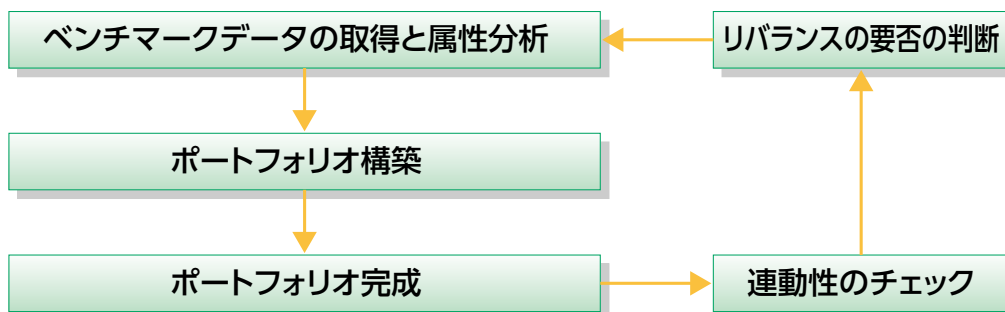 ベンチマークデータの取得と属性分析
リバランスの要否の判断
ポートフォリオ構築
ポートフォリオ完成
連動性のチェック